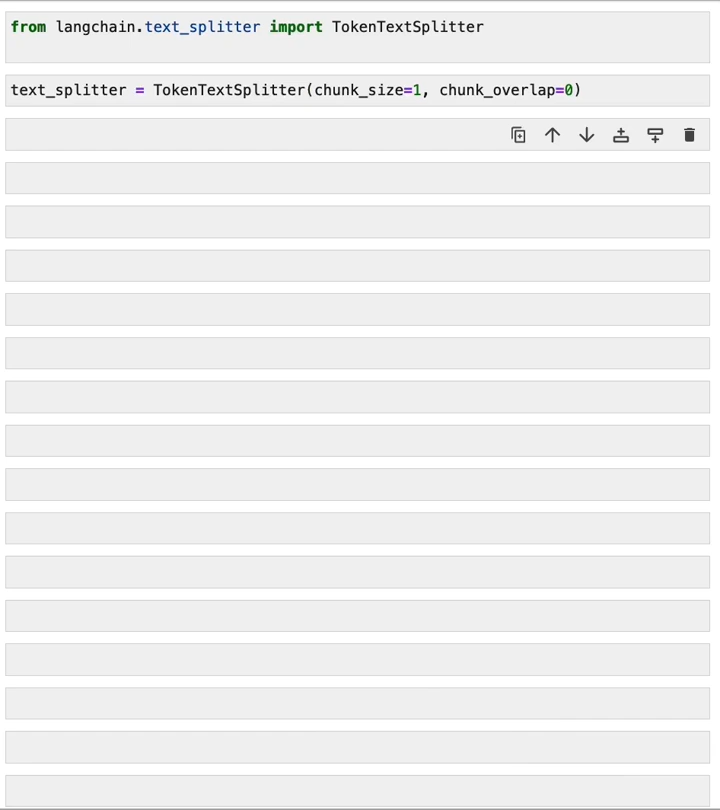 from langchain.text_splitter import TokenTextSplitter
text_splitter = TokenTextSplitter(chunk_size=1, chunk_overlap=0)